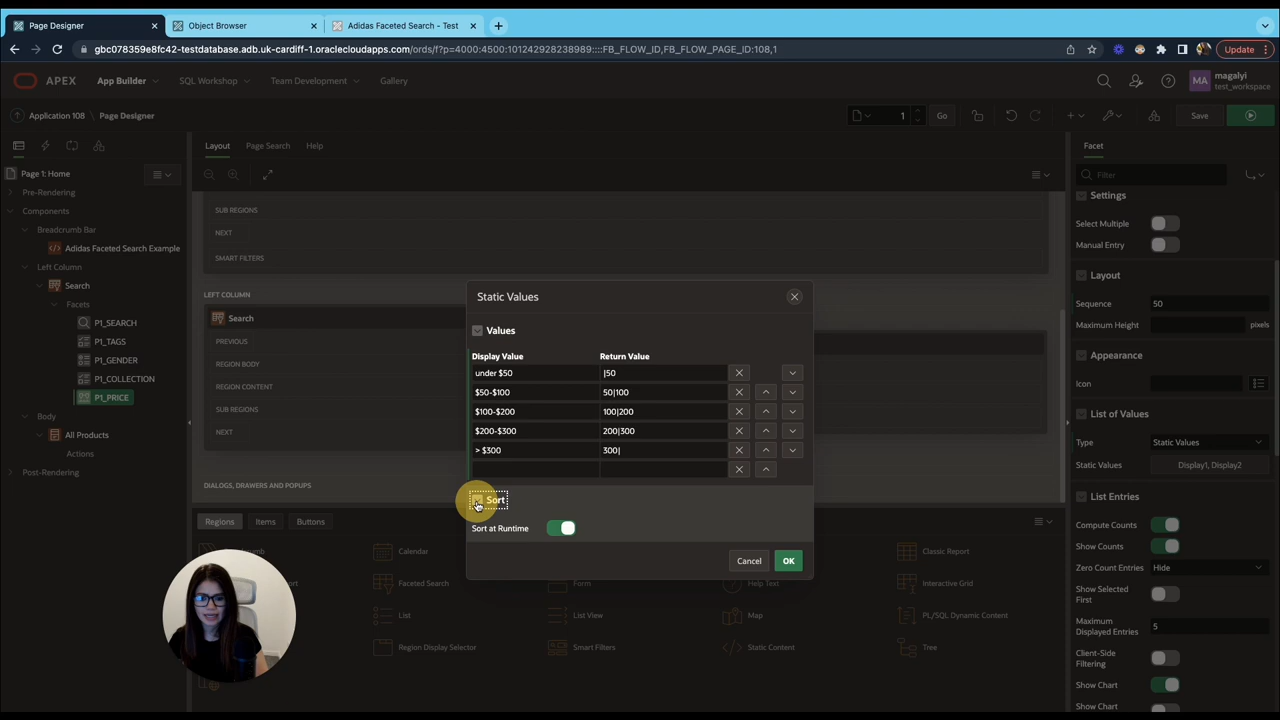 Page Designer
Object Browser
Adidas Faceted Search - Test
gbc078359e8fc42-testdatabase.adb.uk-cardiff-1.oraclecloudapps.com/ords/f?p=4000:4500:101242928238989::::FB_FLOW_ID,FB_FLOW_PAGE_ID:108,1
Update
APEX
App Builder
SQL Workshop
Team Development
Gallery
MA
magalyi
test_workspace
Application 108
Page Designer
1
Go
Save
Layout
Page Search
Help
Facet
Page 1: Home
Pre-Rendering
Components
Breadcrumb Bar
Adidas Faceted Search Example
Left Column
Search
Facets
P1_SEARCH
P1_TAGS
P1_GENDER
P1_COLLECTION
P1_PRICE
Body
All Products
Actions
Post-Rendering
SUB REGIONS
NEXT
SMART FILTERS
LEFT COLUMN
Search
PREVIOUS
REGION BODY
REGION CONTENT
SUB REGIONS
NEXT
DIALOGS, DRAWERS AND POPUPS
Static Values
Values
Display Value
Return Value
under $50
|50
$50-$100
50|100
$100-$200
100|200
$200-$300
200|300
> $300
300|
Sort
Sort at Runtime
Cancel
OK
Regions
Items
Buttons
Calendar
Classic Report
Faceted Search
Form
Help Text
Interactive Grid
List
List View
Map
PL/SQL Dynamic Content
Region Display Selector
Smart Filters
Static Content
Tree
Filter
Settings
Select Multiple
Manual Entry
Layout
Sequence
50
Maximum Height
pixels
Appearance
Icon
List of Values
Type
Static Values
Static Values
Display1, Display2
List Entries
Compute Counts
Show Counts
Zero Count Entries
Hide
Show Selected
First
Maximum
Displayed Entries
5
Client-Side
Filtering
Show Chart